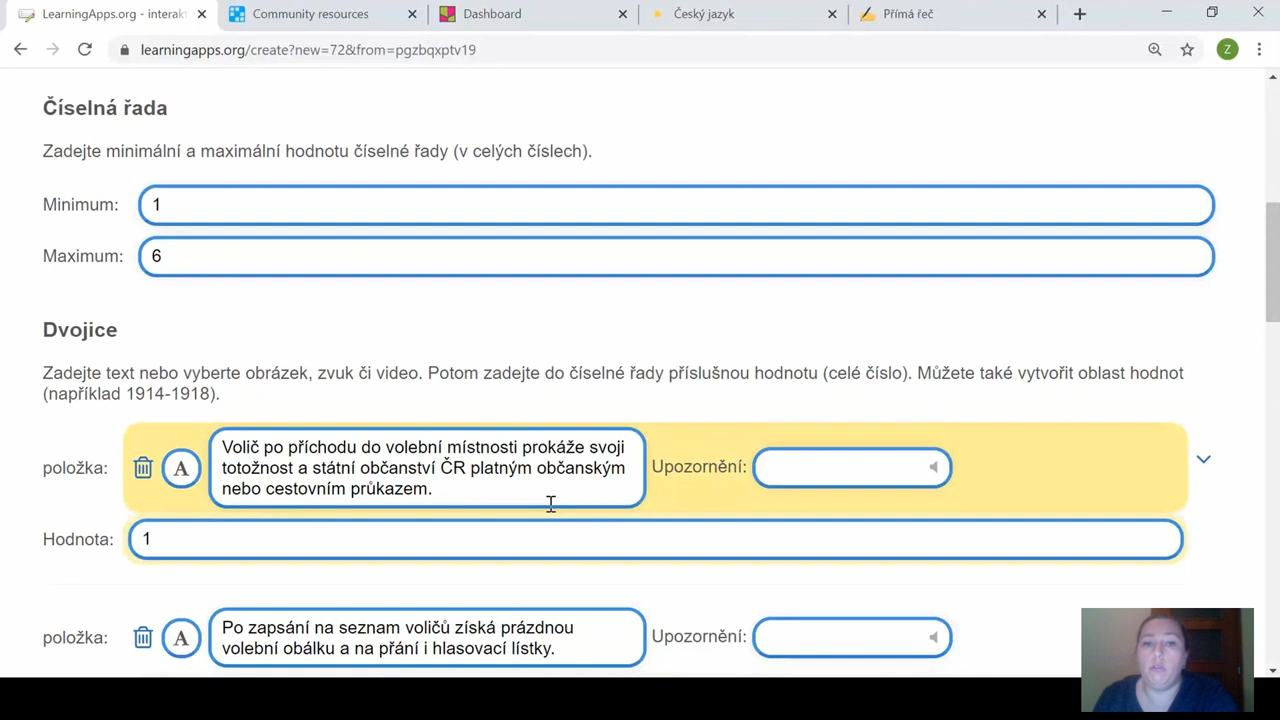 LearningApps.org - interakt
Community resources
Dashboard
Český jazyk
Přímá řeč
learningapps.org/create?new=72&from=pgzbqxptv19
Z
Číselná řada
Zadejte minimální a maximální hodnotu číselné řady (v celých číslech).
Minimum: 1
Maximum: 6
Dvojice
Zadejte text nebo vyberte obrázek, zvuk či video. Potom zadejte do číselné řady příslušnou hodnotu (celé číslo). Můžete také vytvořit oblast hodnot
(například 1914-1918).
položka: A Volič po příchodu do volební místnosti prokáže svoji
totožnost a státní občanství ČR platným občanským
nebo cestovním průkazem.
Upozornění:
Hodnota: 1
položka: A Po zapsání na seznam voličů získá prázdnou
volební obálku a na přání i hlasovací lístky.
Upozornění: